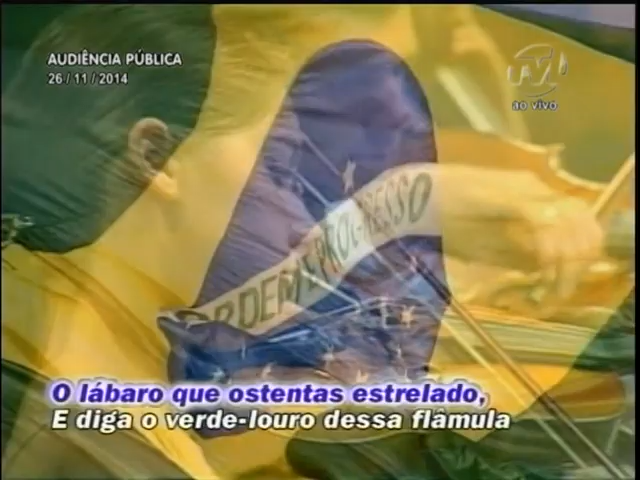 AUDIÊNCIA PÚBLICA
26/11/2014
ao vivo
ORDEM E PROGRESSO
O lábaro que ostentas estrelado,
E diga o verde-louro dessa flâmula